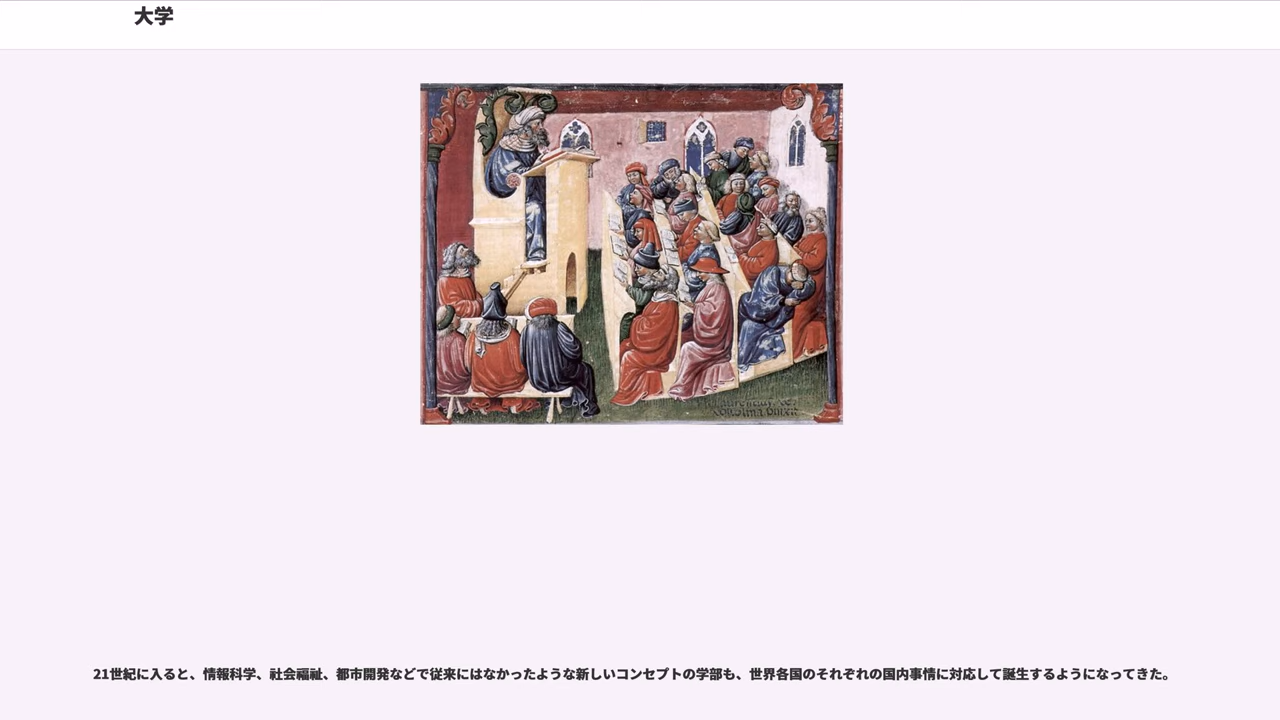 大学
21世紀に入ると、情報科学、社会福祉、都市開発などで従来にはなかったような新しいコンセプトの学部も、世界各国のそれぞれの国内事情に対応して誕生するようになってきた。